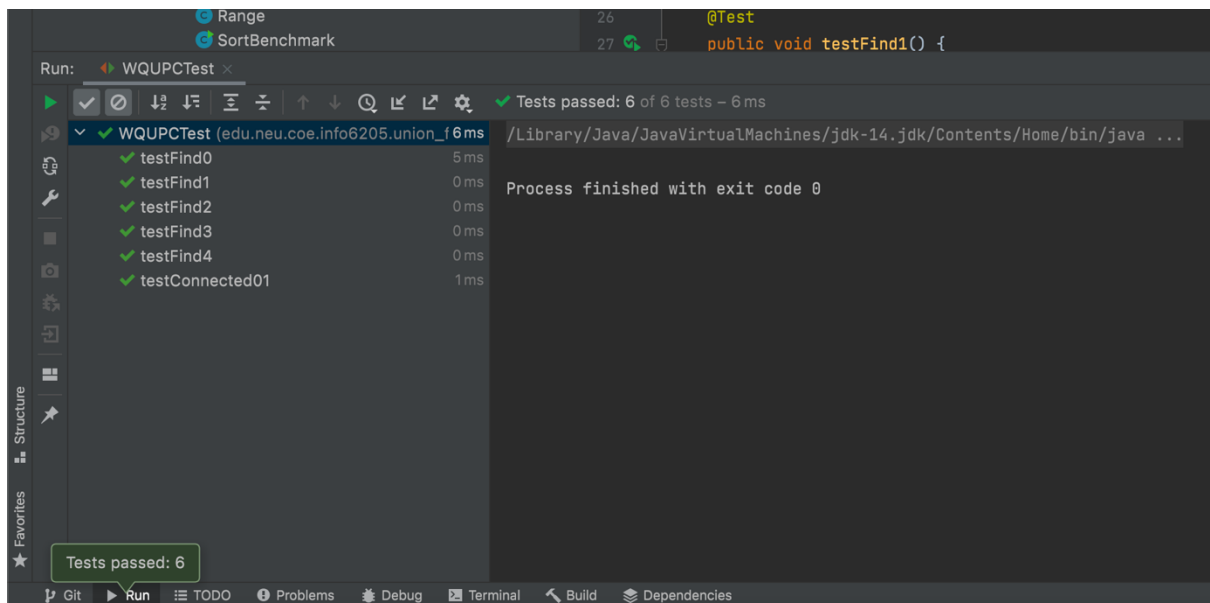 Range
SortBenchmark
26 @Test
27 public void testFind1() {
Run: WQUPCTest
Tests passed: 6 of 6 tests – 6 ms
WQUPCTest (edu.neu.coe.info6205.union_f 6 ms
testFind0 5 ms
testFind1 0 ms
testFind2 0 ms
testFind3 0 ms
testFind4 0 ms
testConnected01 1 ms
/Library/Java/JavaVirtualMachines/jdk-14.jdk/Contents/Home/bin/java ...
Process finished with exit code 0
Structure
Favorites
Tests passed: 6
Git Run TODO Problems Debug Terminal Build Dependencies